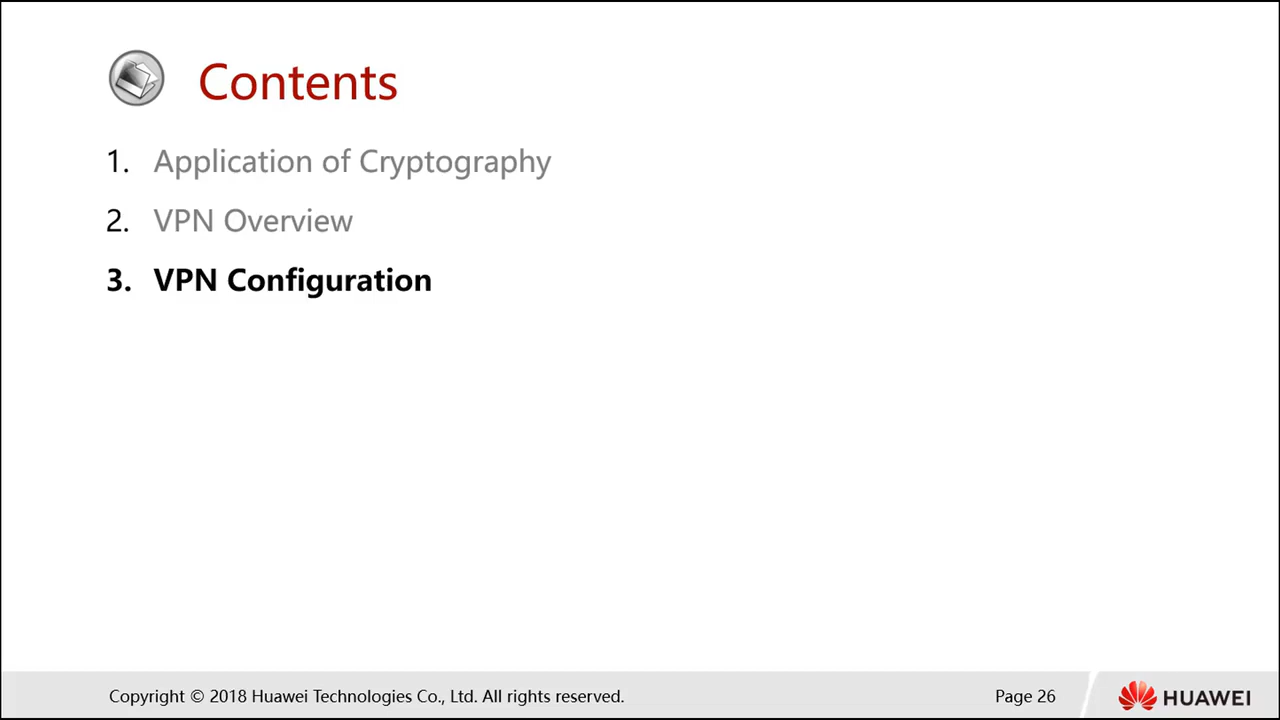 Contents
1. Application of Cryptography
2. VPN Overview
3. VPN Configuration
Copyright © 2018 Huawei Technologies Co., Ltd. All rights reserved.
Page 26
HUAWEI